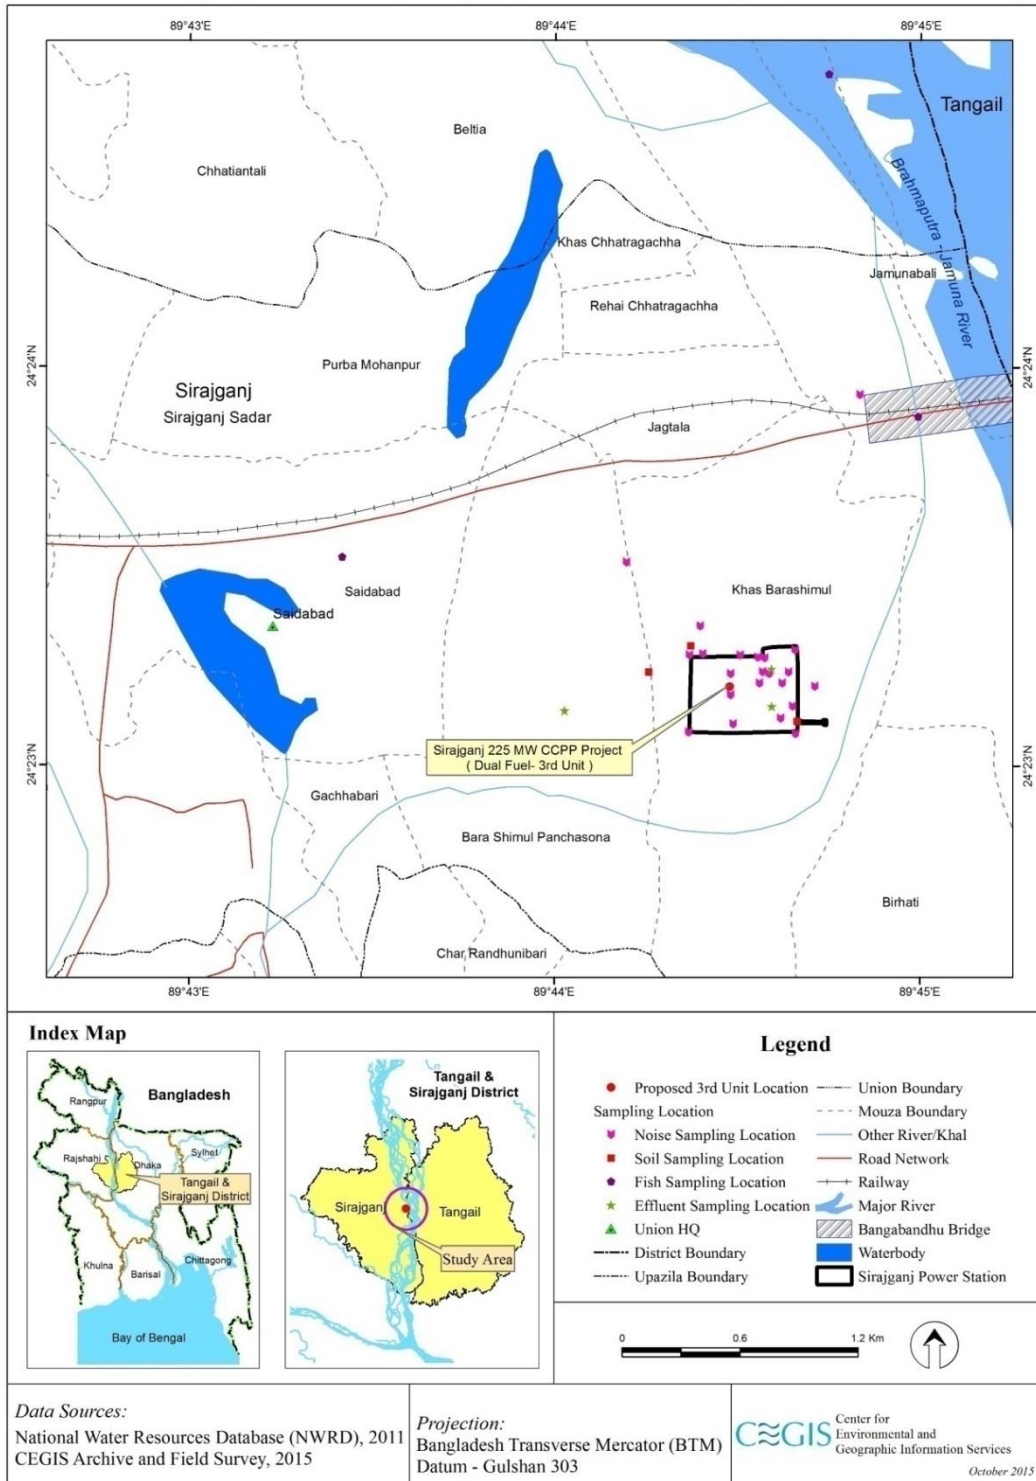 89°43'E
89°44'E
89°45'E
Tangail
Beltia
Chhatiantali
Brahmaputra - Jamuna River
Khas Chhatragachha
Jamunabali
Rehai Chhatragachha
24°24'N
24°24'N
Purba Mohanpur
Sirajganj
Sirajganj Sadar
Jagtala
Saidabad
Khas Barashimul
Saidabad
Sirajganj 225 MW CCPP Project
( Dual Fuel- 3rd Unit )
24°23'N
24°23'N
Gachhabari
Bara Shimul Panchasona
Birhati
Char Randhunibari
89°43'E
89°44'E
89°45'E
Index Map
Bangladesh
Rangpur
Rajshahi
Dhaka
Sylhet
Tangail &
Sirajganj District
Khulna
Barisal
Chittagong
Bay of Bengal
Tangail &
Sirajganj District
Sirajganj
Tangail
Study Area
Legend
Proposed 3rd Unit Location
Sampling Location
Noise Sampling Location
Soil Sampling Location
Fish Sampling Location
Effluent Sampling Location
Union HQ
District Boundary
Upazila Boundary
Union Boundary
Mouza Boundary
Other River/Khal
Road Network
Railway
Major River
Bangabandhu Bridge
Waterbody
Sirajganj Power Station
0 0.6 1.2 Km
Data Sources:
National Water Resources Database (NWRD), 2011
CEGIS Archive and Field Survey, 2015
Projection:
Bangladesh Transverse Mercator (BTM)
Datum - Gulshan 303
CEGIS
Center for
Environmental and
Geographic Information Services
October 2015